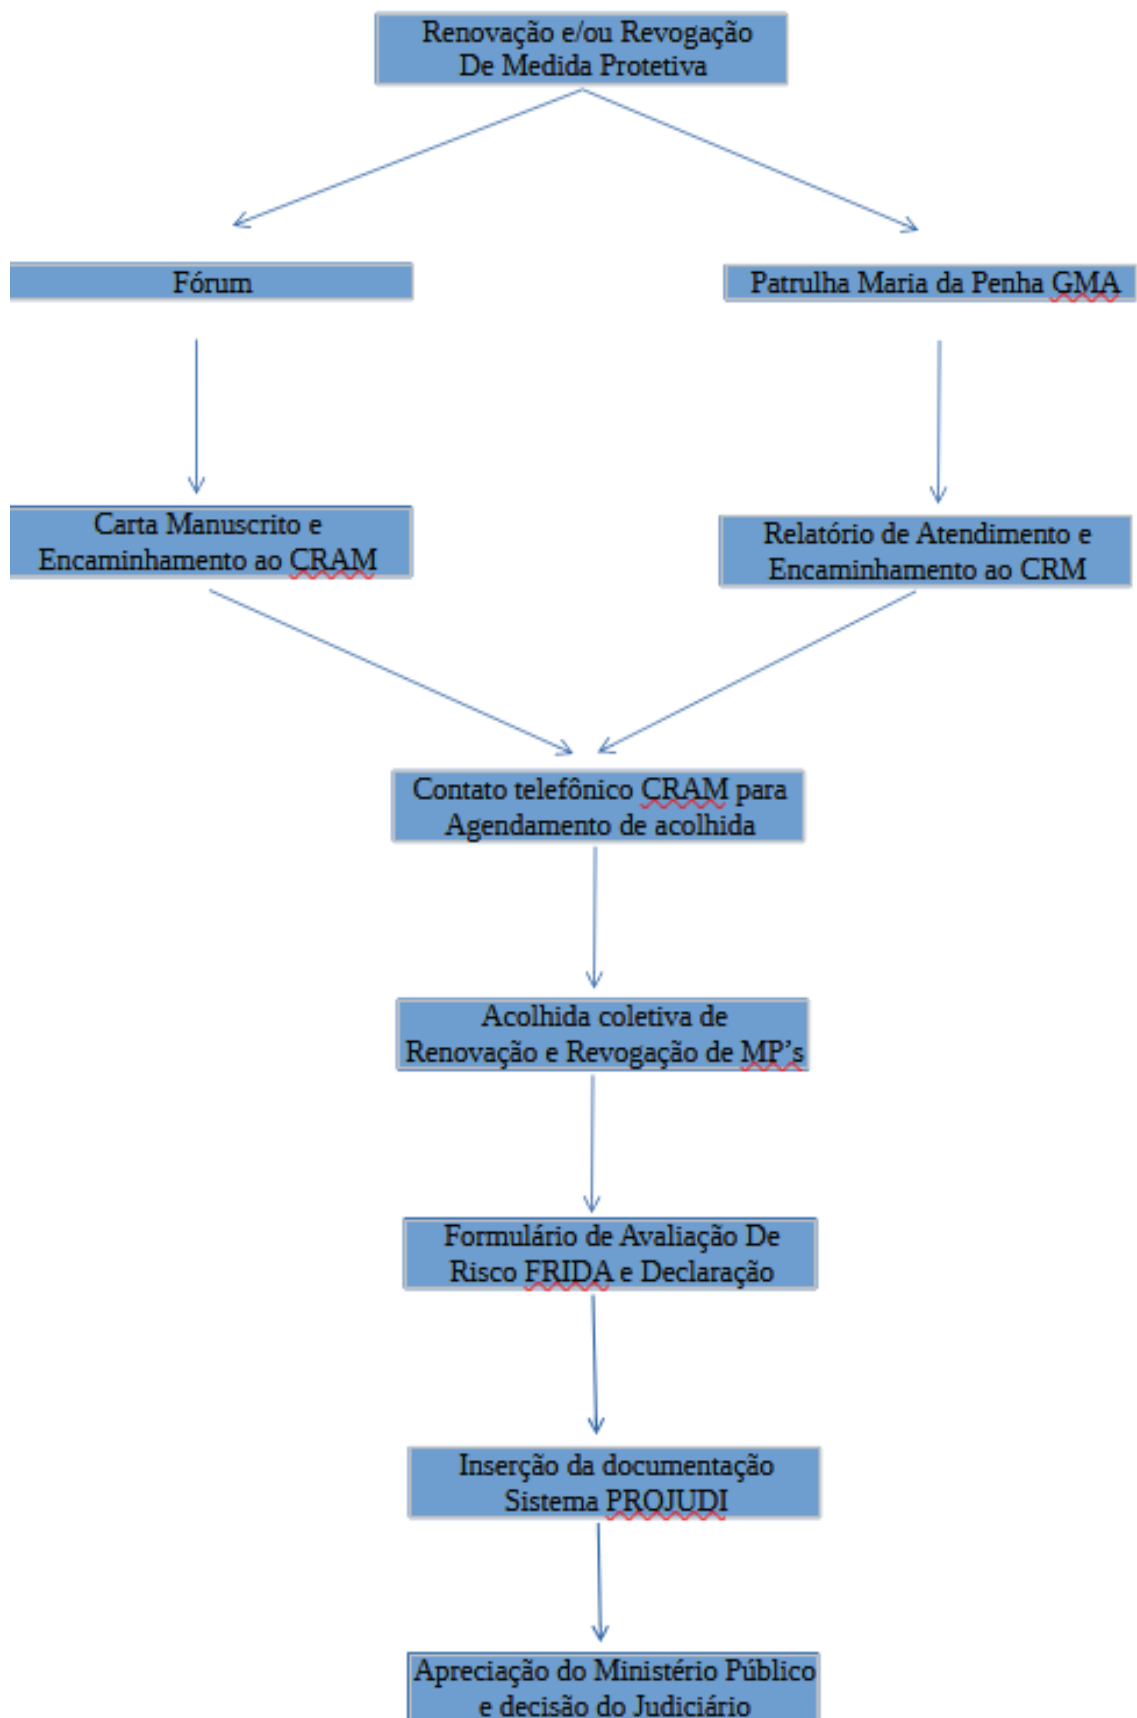 Renovação e/ou Revogação
De Medida Protetiva
Fórum
Patrulha Maria da Penha GMA
Carta Manuscrito e
Encaminhamento ao CRAM
Relatório de Atendimento e
Encaminhamento ao CRM
Contato telefônico CRAM para
Agendamento de acolhida
Acolhida coletiva de
Renovação e Revogação de MP’s
Formulário de Avaliação De
Risco FRIDA e Declaração
Inserção da documentação
Sistema PROJUDI
Apreciação do Ministério Público
e decisão do Judiciário